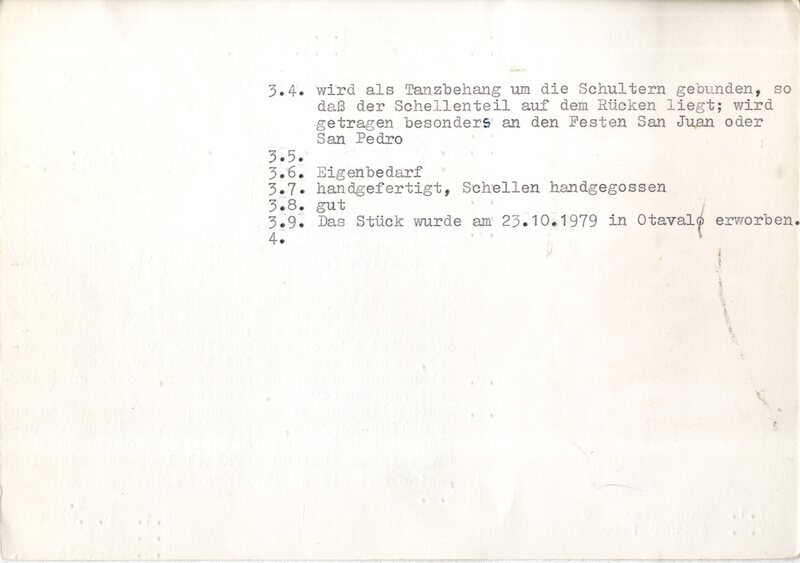 3.4. wird als Tanzbehang um die Schultern gebunden, so
daß der Schellenteil auf dem Rücken liegt; wird
getragen besonders an den Festen San Juan oder
San Pedro
3.5.
3.6. Eigenbedarf
3.7. handgefertigt, Schellen handgegossen
3.8. gut
3.9. Das Stück wurde am 23.10.1979 in Otavalo erworben.
4.